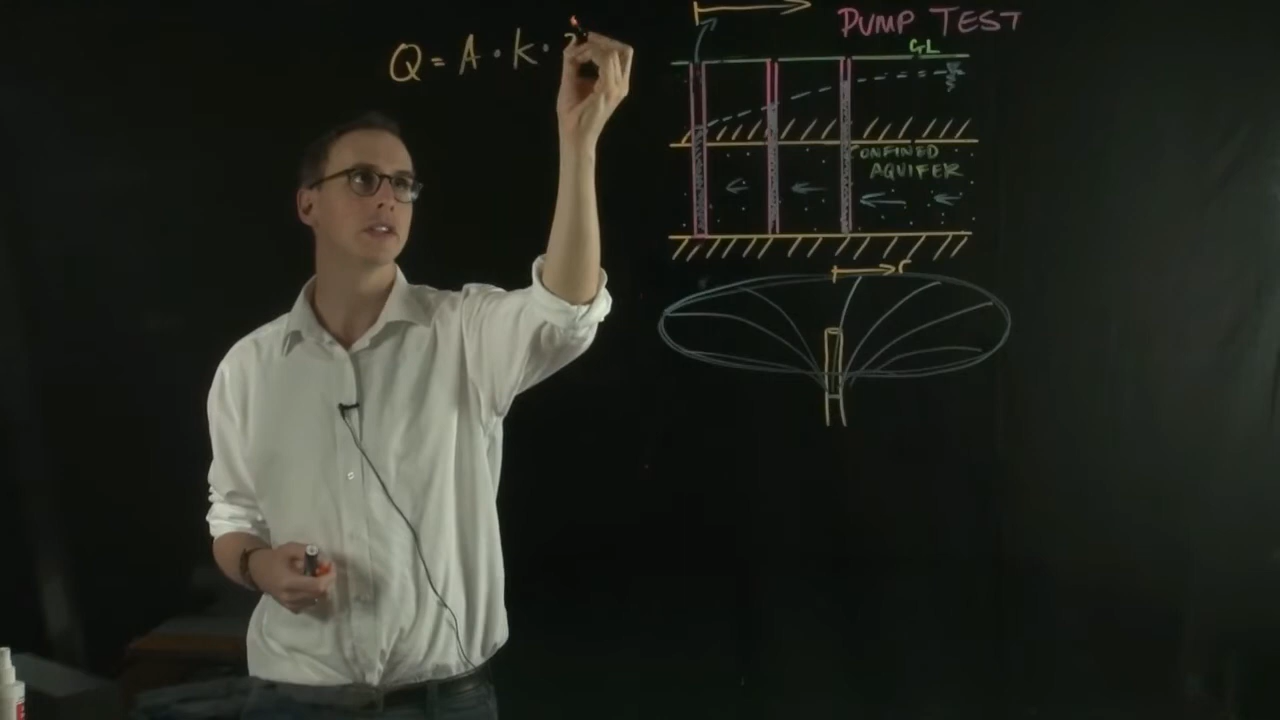 Q = A · K ·
PUMP TEST
GL
CONFINED
AQUIFER
r